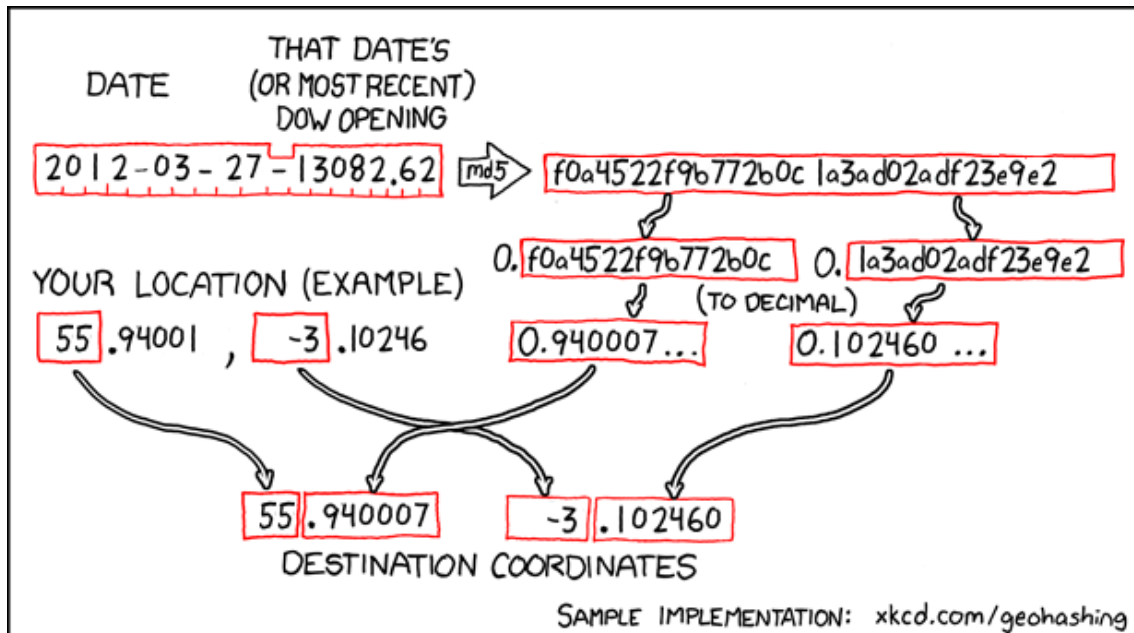 DATE
THAT DATE'S
(OR MOST RECENT)
DOW OPENING
2012-03-27-13082.62
md5
f0a4522f9b772b0c1a3ad02adf23e9e2
0.f0a4522f9b772b0c
0.1a3ad02adf23e9e2
YOUR LOCATION (EXAMPLE)
(TO DECIMAL)
55.94001, -3.10246
0.940007...
0.102460...
55.940007
-3.102460
DESTINATION COORDINATES
SAMPLE IMPLEMENTATION: xkcd.com/geohashing